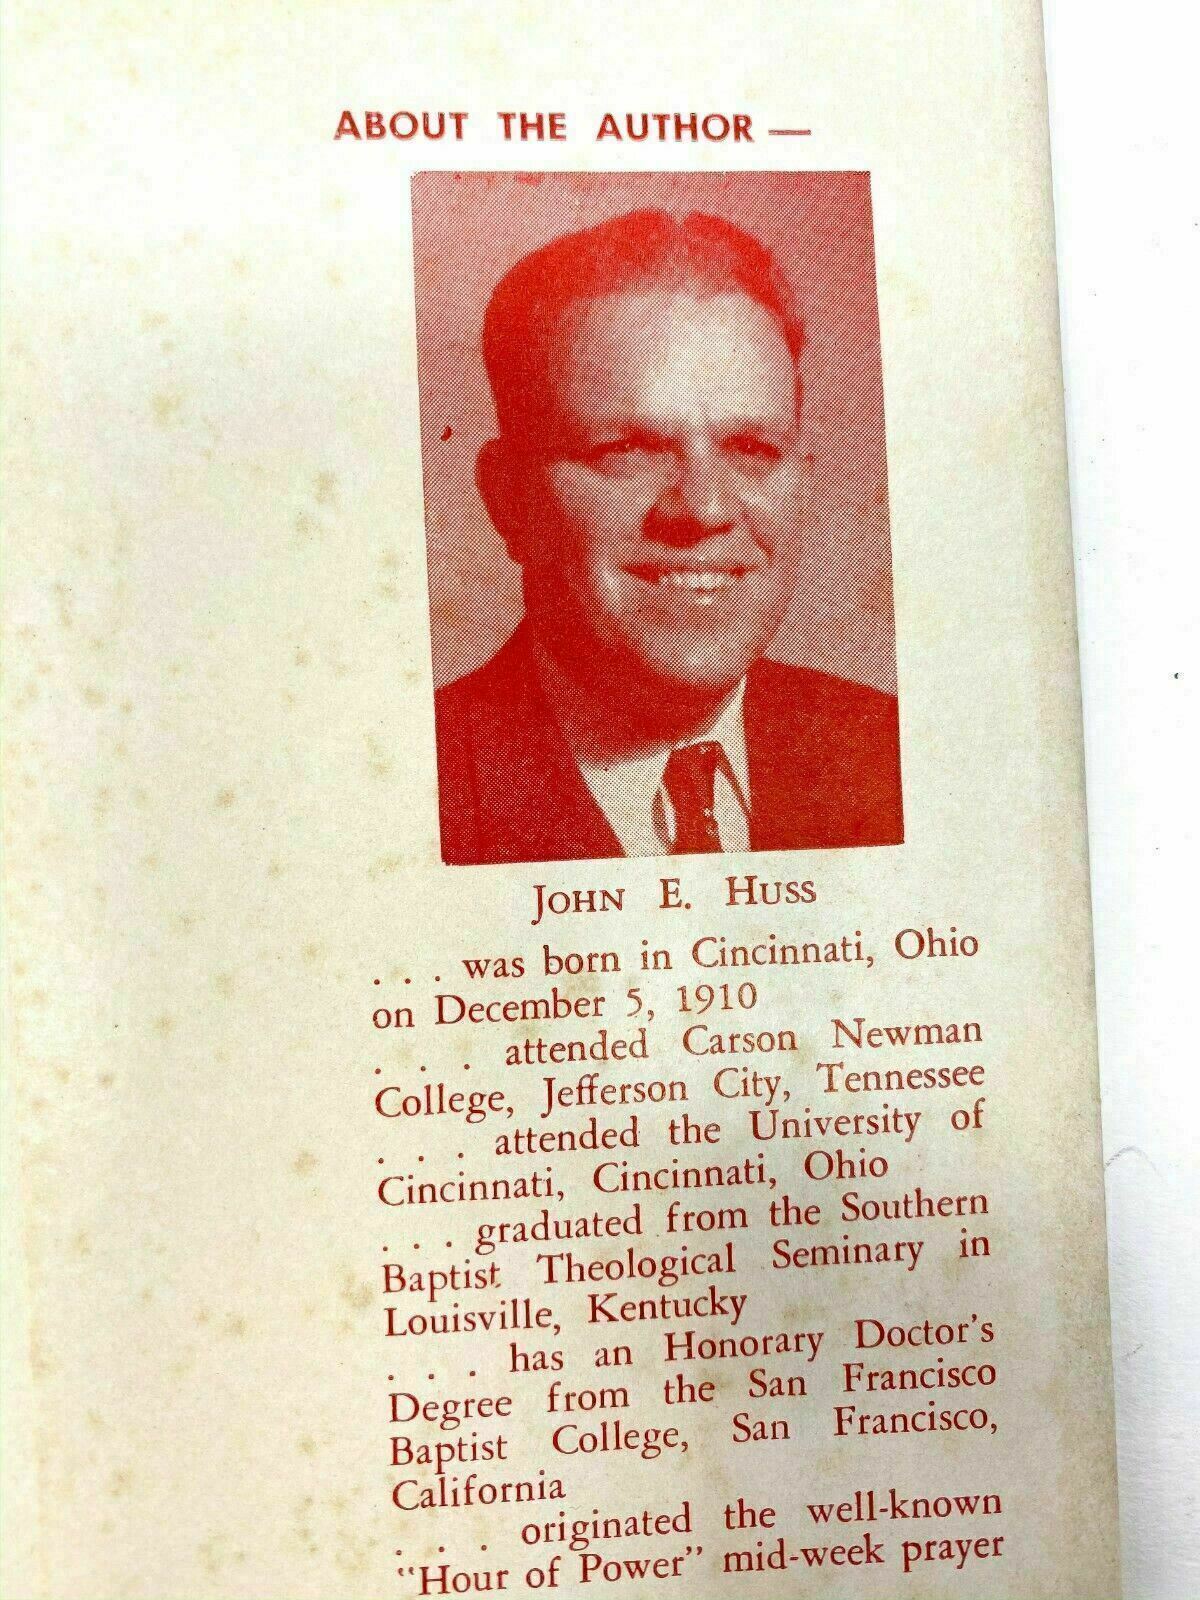 ABOUT THE AUTHOR —
JOHN E. HUSS
. . . was born in Cincinnati, Ohio
on December 5, 1910
. . . attended Carson Newman
College, Jefferson City, Tennessee
. . . attended the University of
Cincinnati, Cincinnati, Ohio
. . . graduated from the Southern
Baptist Theological Seminary in
Louisville, Kentucky
. . . has an Honorary Doctor's
Degree from the San Francisco
Baptist College, San Francisco,
California
. . . originated the well-known
"Hour of Power" mid-week prayer